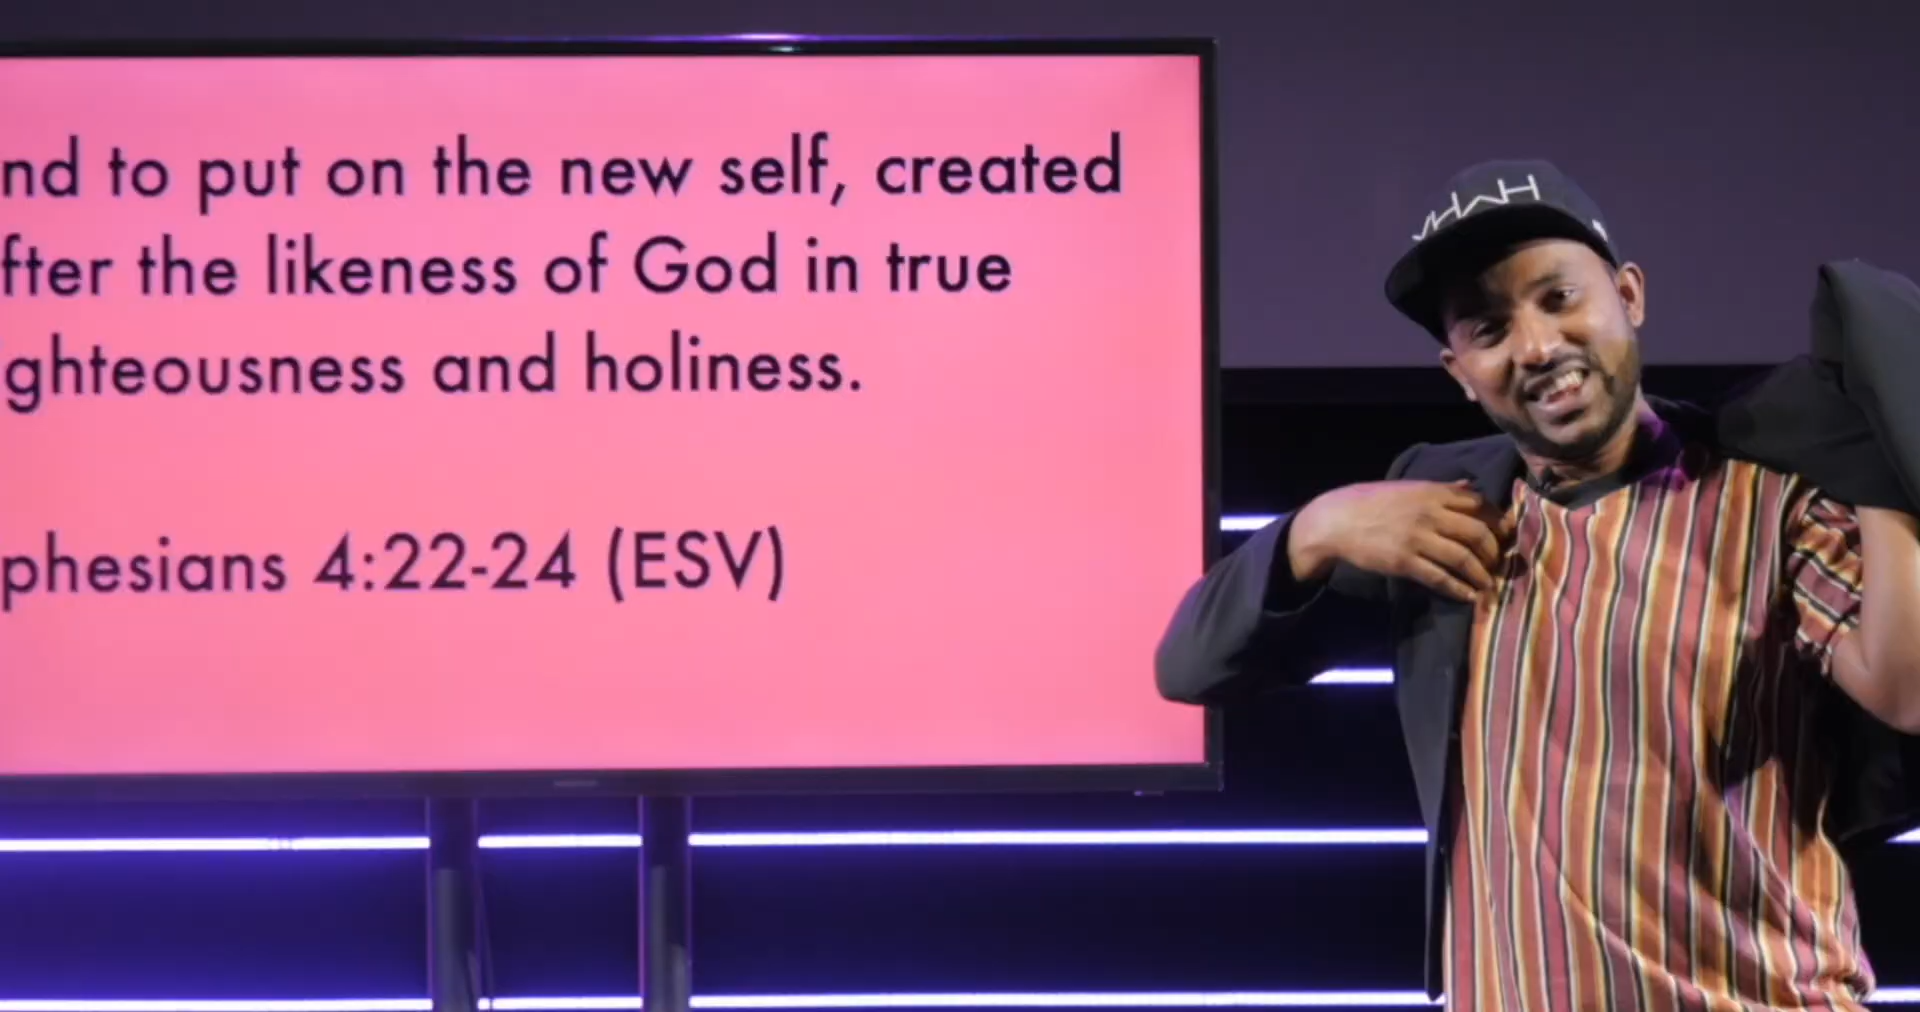 nd to put on the new self, created
fter the likeness of God in true
ghteousness and holiness.
phesians 4:22-24 (ESV)